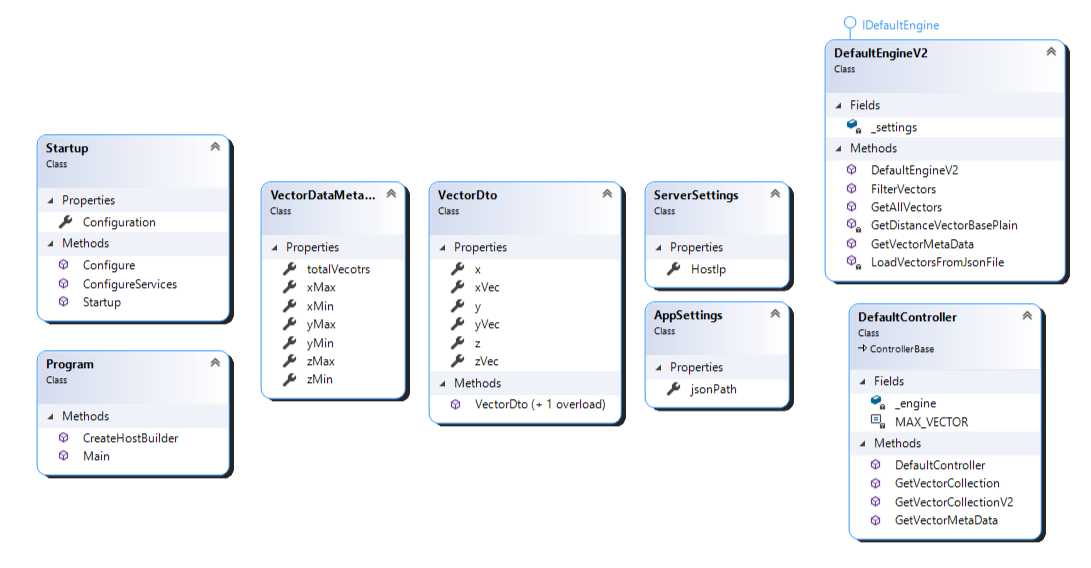 Startup
Class
Properties
Configuration
Methods
Configure
ConfigureServices
Startup
Program
Class
Methods
CreateHostBuilder
Main
VectorDataMeta...
Class
Properties
totalVecotrs
xMax
xMin
yMax
yMin
zMax
zMin
VectorDto
Class
Properties
x
xVec
y
yVec
z
zVec
Methods
VectorDto (+ 1 overload)
ServerSettings
Class
Properties
HostIp
AppSettings
Class
Properties
jsonPath
IDefaultEngine
DefaultEngineV2
Class
Fields
_settings
Methods
DefaultEngineV2
FilterVectors
GetAllVectors
GetDistanceVectorBasePlain
GetVectorMetaData
LoadVectorsFromJsonFile
DefaultController
Class
ControllerBase
Fields
_engine
MAX_VECTOR
Methods
DefaultController
GetVectorCollection
GetVectorCollectionV2
GetVectorMetaData